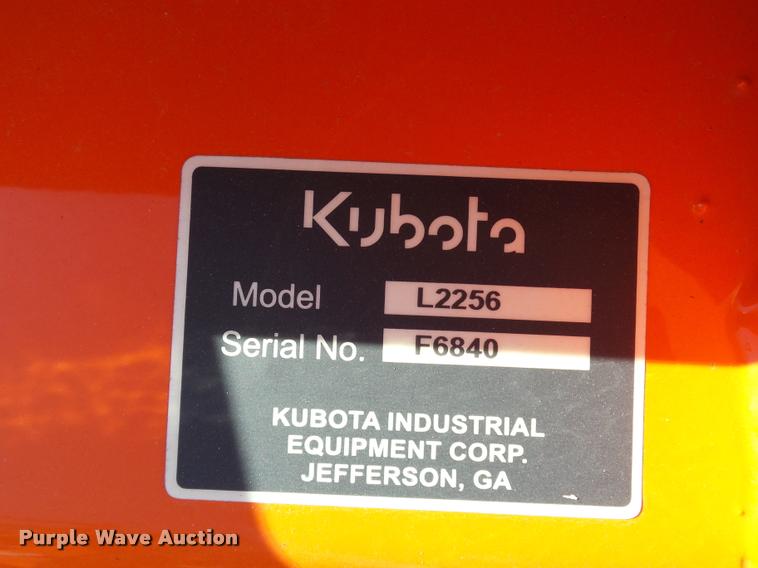 Kubota
Model L2256
Serial No. F6840
KUBOTA INDUSTRIAL
EQUIPMENT CORP.
JEFFERSON, GA
Purple Wave Auction